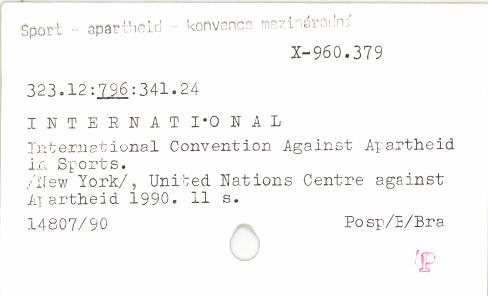 Sport - apartheid - konvence mezinárodní
X-960.379
323.12:796:341.24
I N T E R N A T I O N A L
International Convention Against Apartheid
in Sports.
/New York/, United Nations Centre against
Apartheid 1990. 11 s.
14807/90 Posp/E/Bra
P